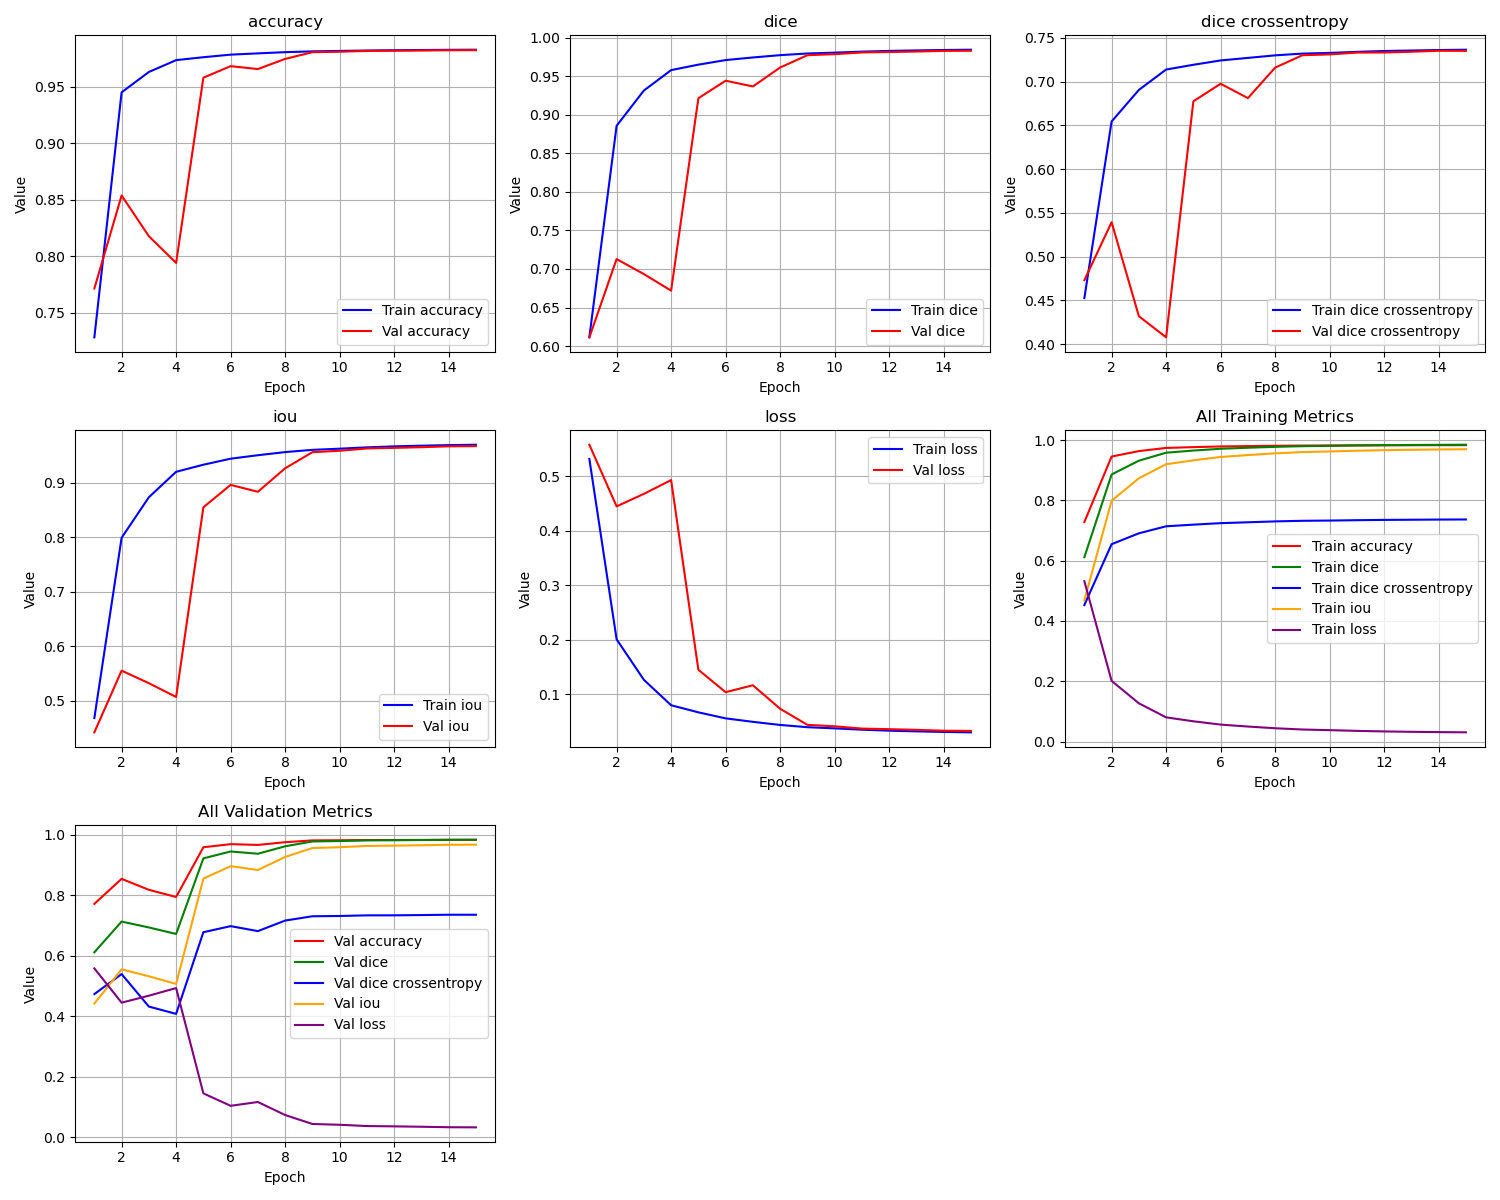 accuracy
Value
0.95
0.90
0.85
0.80
0.75
2 4 6 8 10 12 14
Epoch
Train accuracy
Val accuracy
dice
Value
1.00
0.95
0.90
0.85
0.80
0.75
0.70
0.65
0.60
2 4 6 8 10 12 14
Epoch
Train dice
Val dice
dice crossentropy
Value
0.75
0.70
0.65
0.60
0.55
0.50
0.45
0.40
2 4 6 8 10 12 14
Epoch
Train dice crossentropy
Val dice crossentropy
iou
Value
0.9
0.8
0.7
0.6
0.5
2 4 6 8 10 12 14
Epoch
Train iou
Val iou
loss
Value
0.5
0.4
0.3
0.2
0.1
2 4 6 8 10 12 14
Epoch
Train loss
Val loss
All Training Metrics
Value
1.0
0.8
0.6
0.4
0.2
0.0
2 4 6 8 10 12 14
Epoch
Train accuracy
Train dice
Train dice crossentropy
Train iou
Train loss
All Validation Metrics
Value
1.0
0.8
0.6
0.4
0.2
0.0
2 4 6 8 10 12 14
Epoch
Val accuracy
Val dice
Val dice crossentropy
Val iou
Val loss